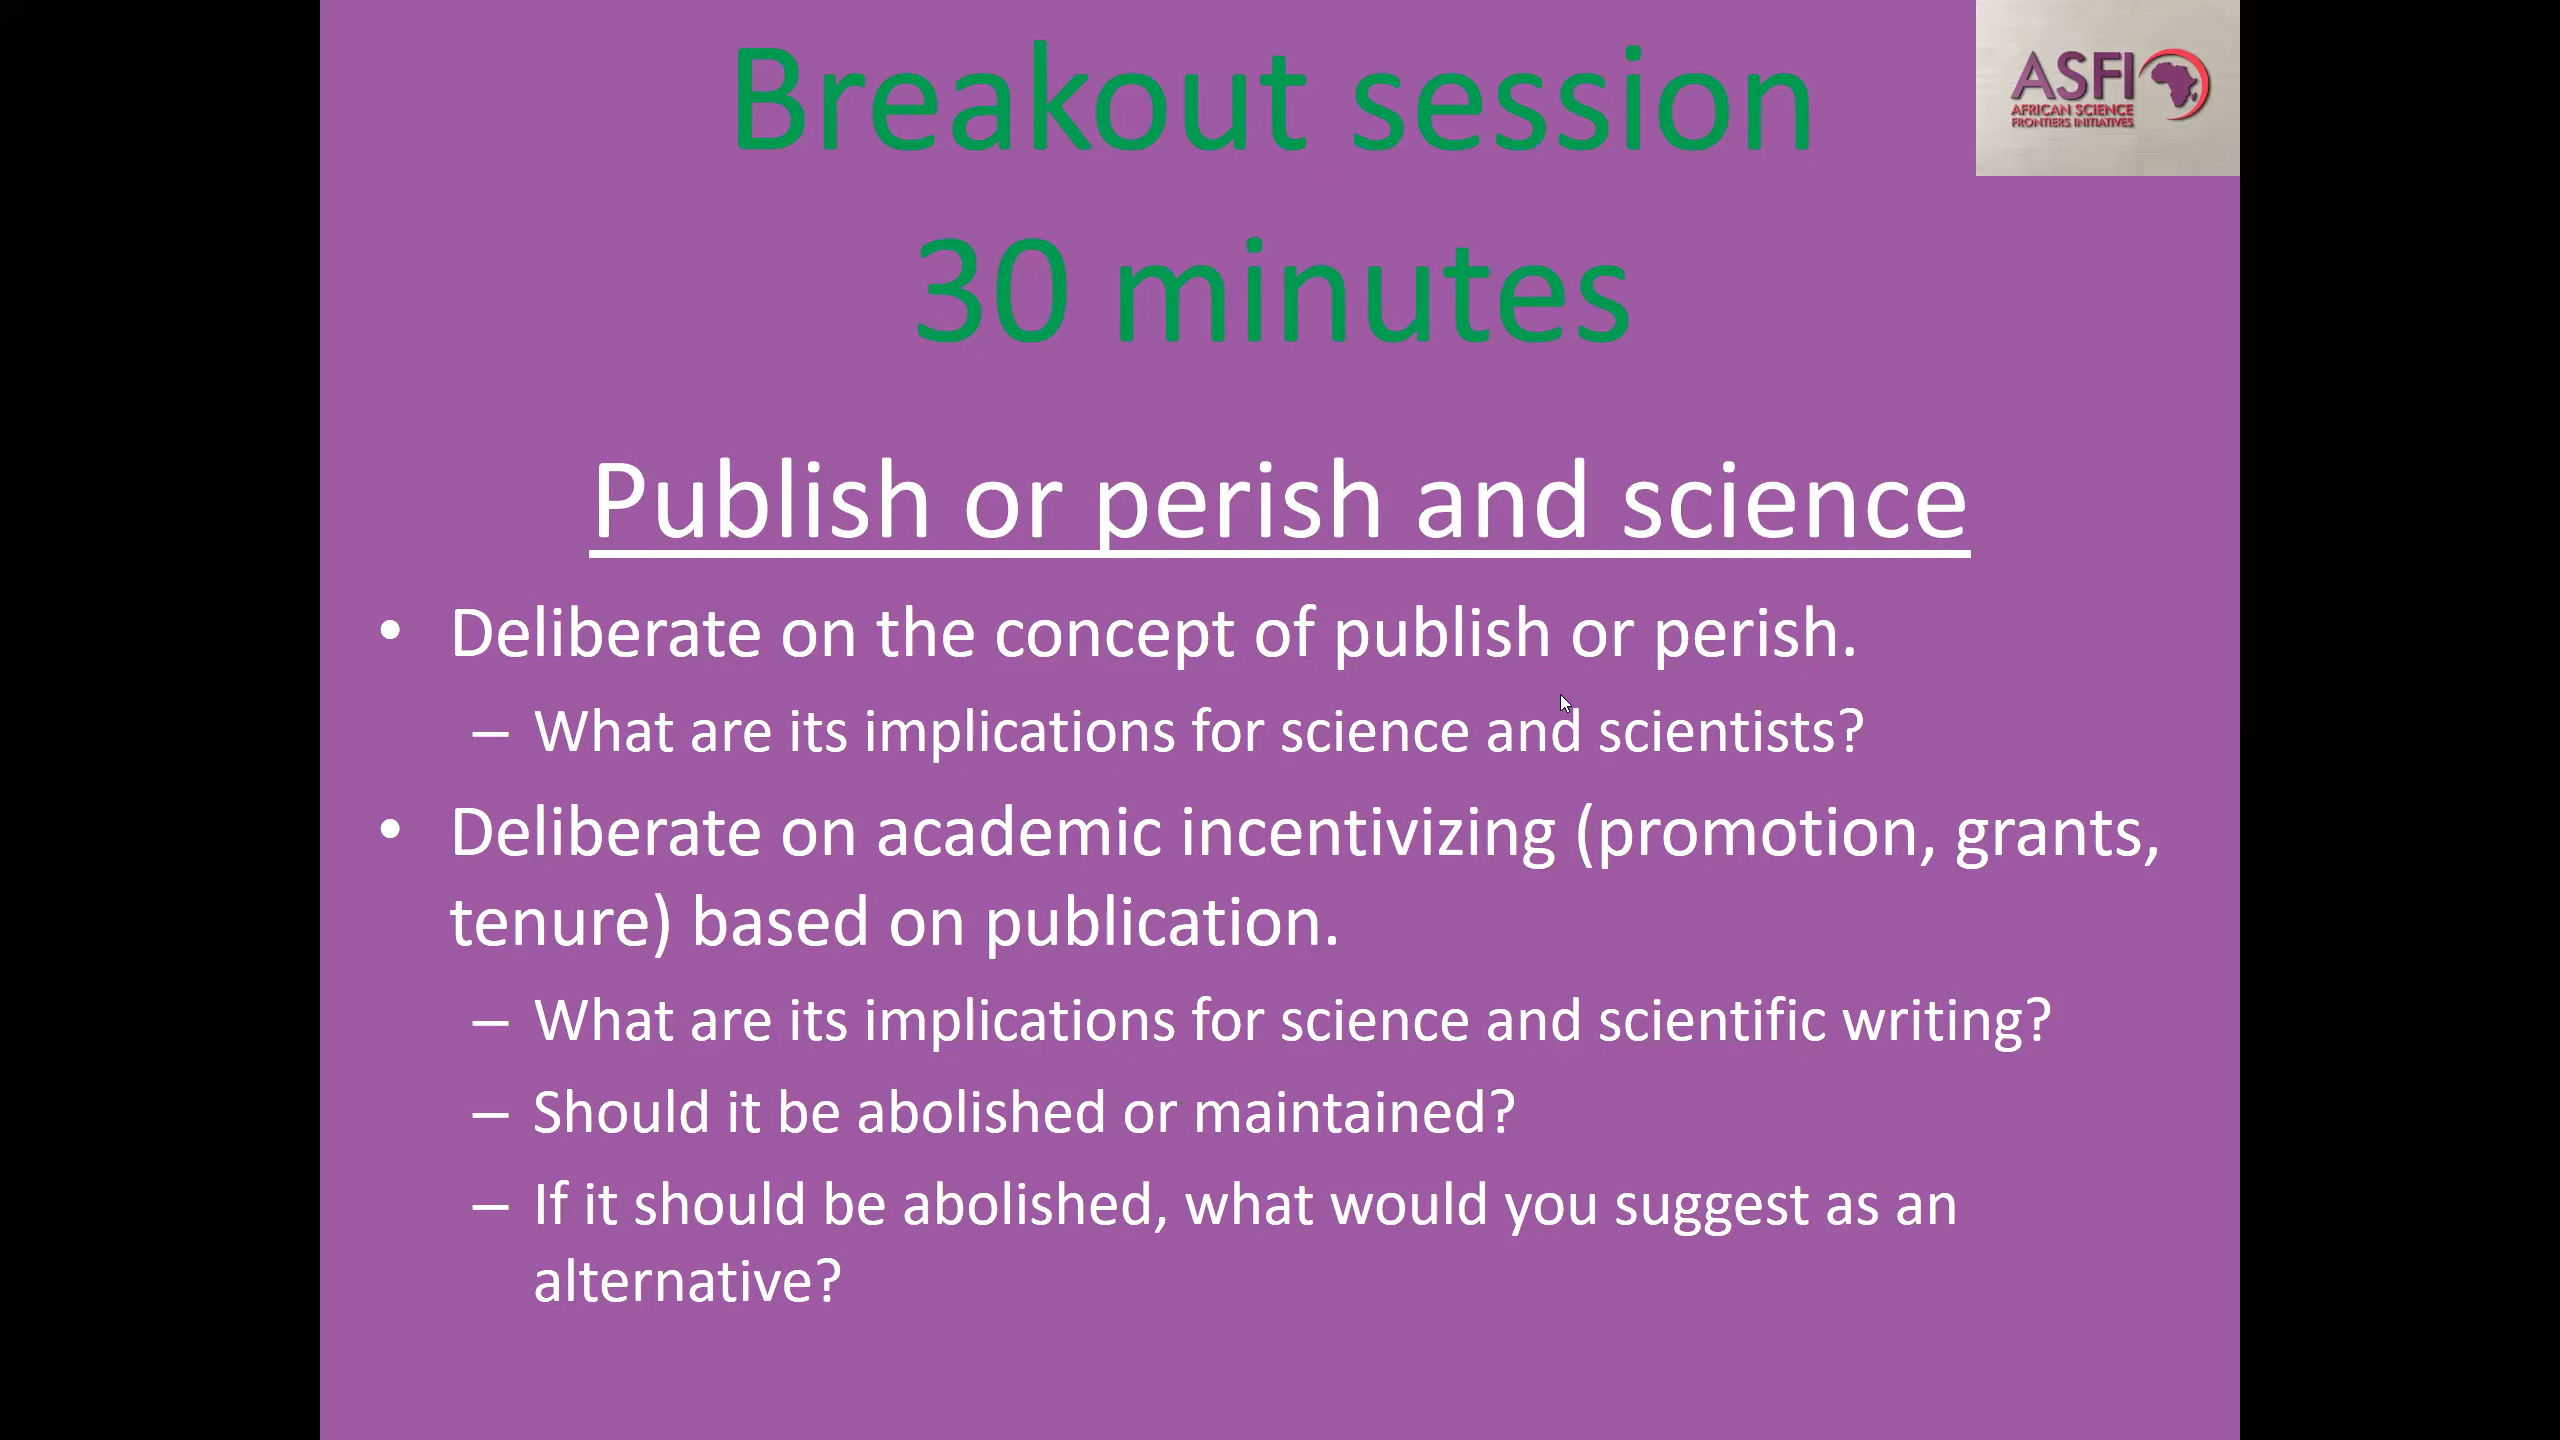 Breakout session
30 minutes
ASFI
AFRICAN SCIENCE
FRONTIERS INITIATIVES
Publish or perish and science
• Deliberate on the concept of publish or perish.
– What are its implications for science and scientists?
• Deliberate on academic incentivizing (promotion, grants,
tenure) based on publication.
– What are its implications for science and scientific writing?
– Should it be abolished or maintained?
– If it should be abolished, what would you suggest as an
alternative?